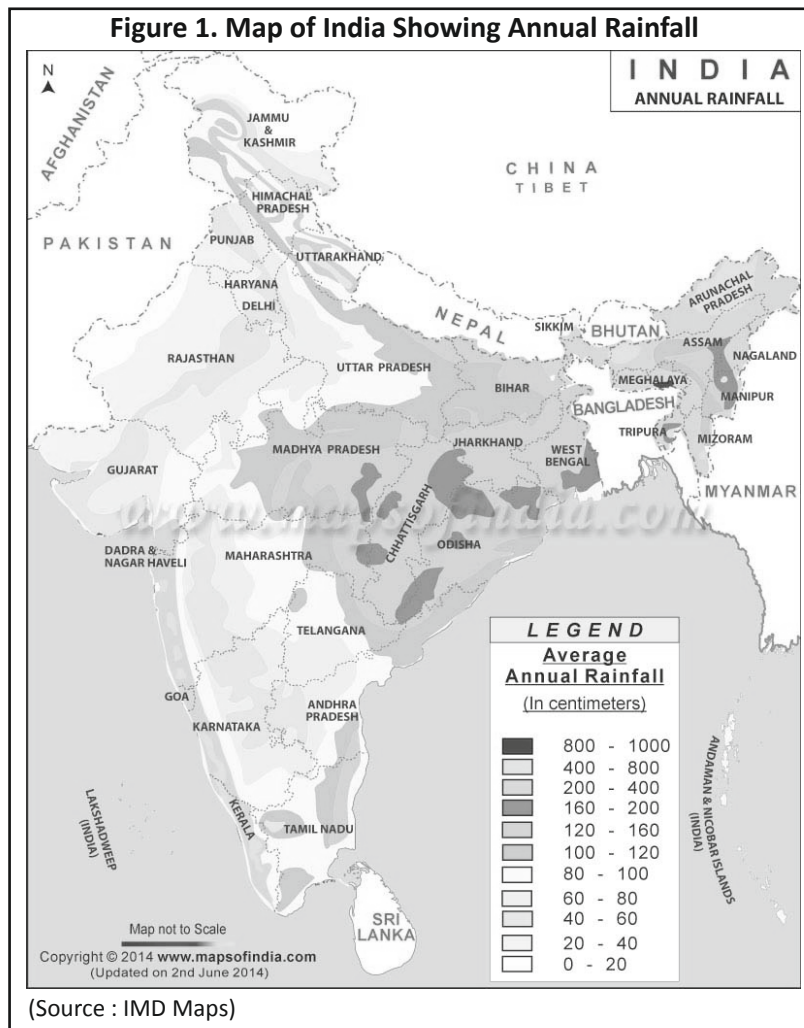 Figure 1. Map of India Showing Annual Rainfall
INDIA
ANNUAL RAINFALL
N
AFGHANISTAN
JAMMU
&
KASHMIR
CHINA
TIBET
HIMACHAL
PRADESH
PAKISTAN
PUNJAB
UTTARAKHAND
HARYANA
DELHI
ARUNACHAL
PRADESH
NEPAL
SIKKIM
BHUTAN
ASSAM
NAGALAND
RAJASTHAN
UTTAR PRADESH
BIHAR
MEGHALAYA
MANIPUR
BANGLADESH
TRIPURA
MIZORAM
GUJARAT
MADHYA PRADESH
JHARKHAND
WEST
BENGAL
MYANMAR
www.mapsofindia.com
CHHATTISGARH
ODISHA
DADRA &
NAGAR HAVELI
MAHARASHTRA
TELANGANA
GOA
KARNATAKA
ANDHRA
PRADESH
LAKSHADWEEP
(INDIA)
KERALA
TAMIL NADU
SRI
LANKA
ANDAMAN & NICOBAR ISLANDS
(INDIA)
LEGEND
Average
Annual Rainfall
(In centimeters)
800 - 1000
400 - 800
200 - 400
160 - 200
120 - 160
100 - 120
80 - 100
60 - 80
40 - 60
20 - 40
0 - 20
Map not to Scale
Copyright © 2014 www.mapsofindia.com
(Updated on 2nd June 2014)
(Source : IMD Maps)